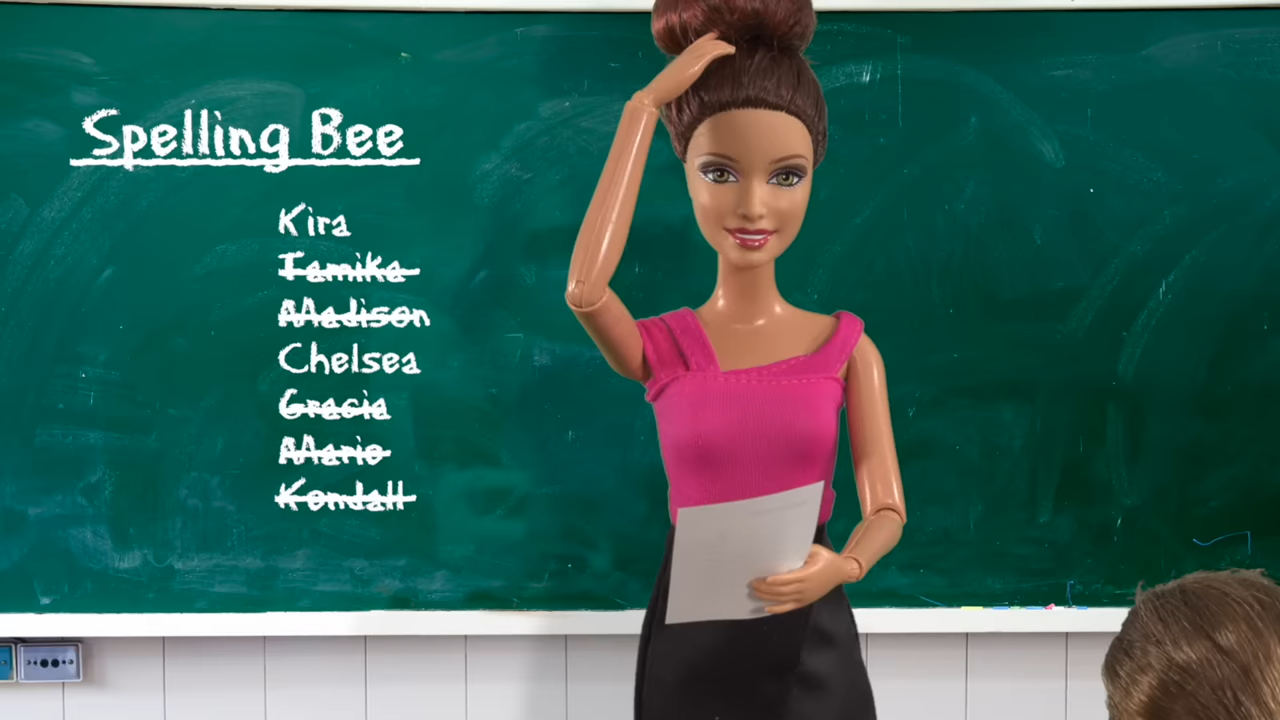 Spelling Bee
Kira
Tamika
Madison
Chelsea
Gracia
Mario
Kendall